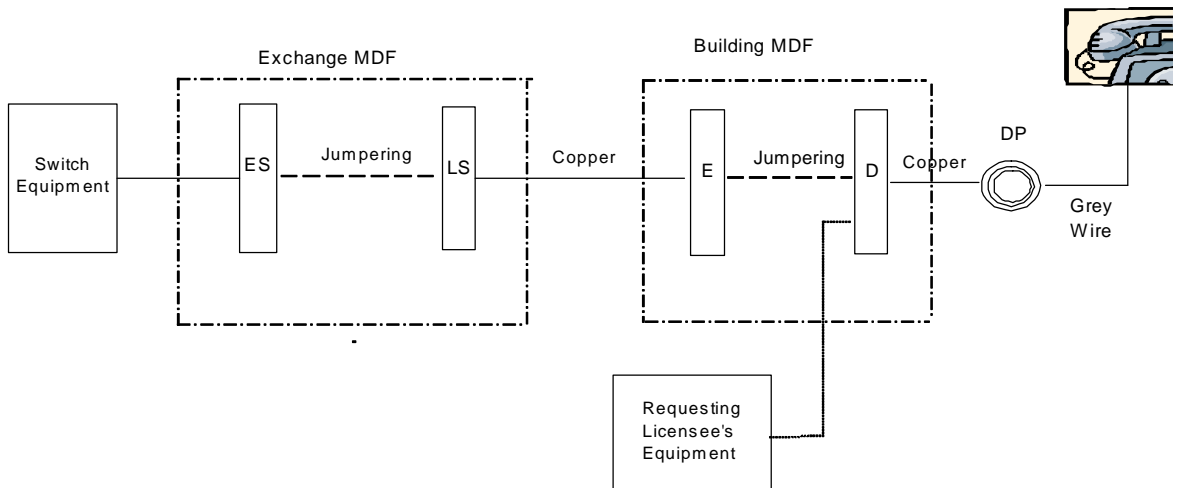 Exchange MDF
Building MDF
Switch
Equipment
ES
Jumpering
LS
Copper
E
Jumpering
D
Copper
DP
Grey
Wire
Requesting
Licensee's
Equipment